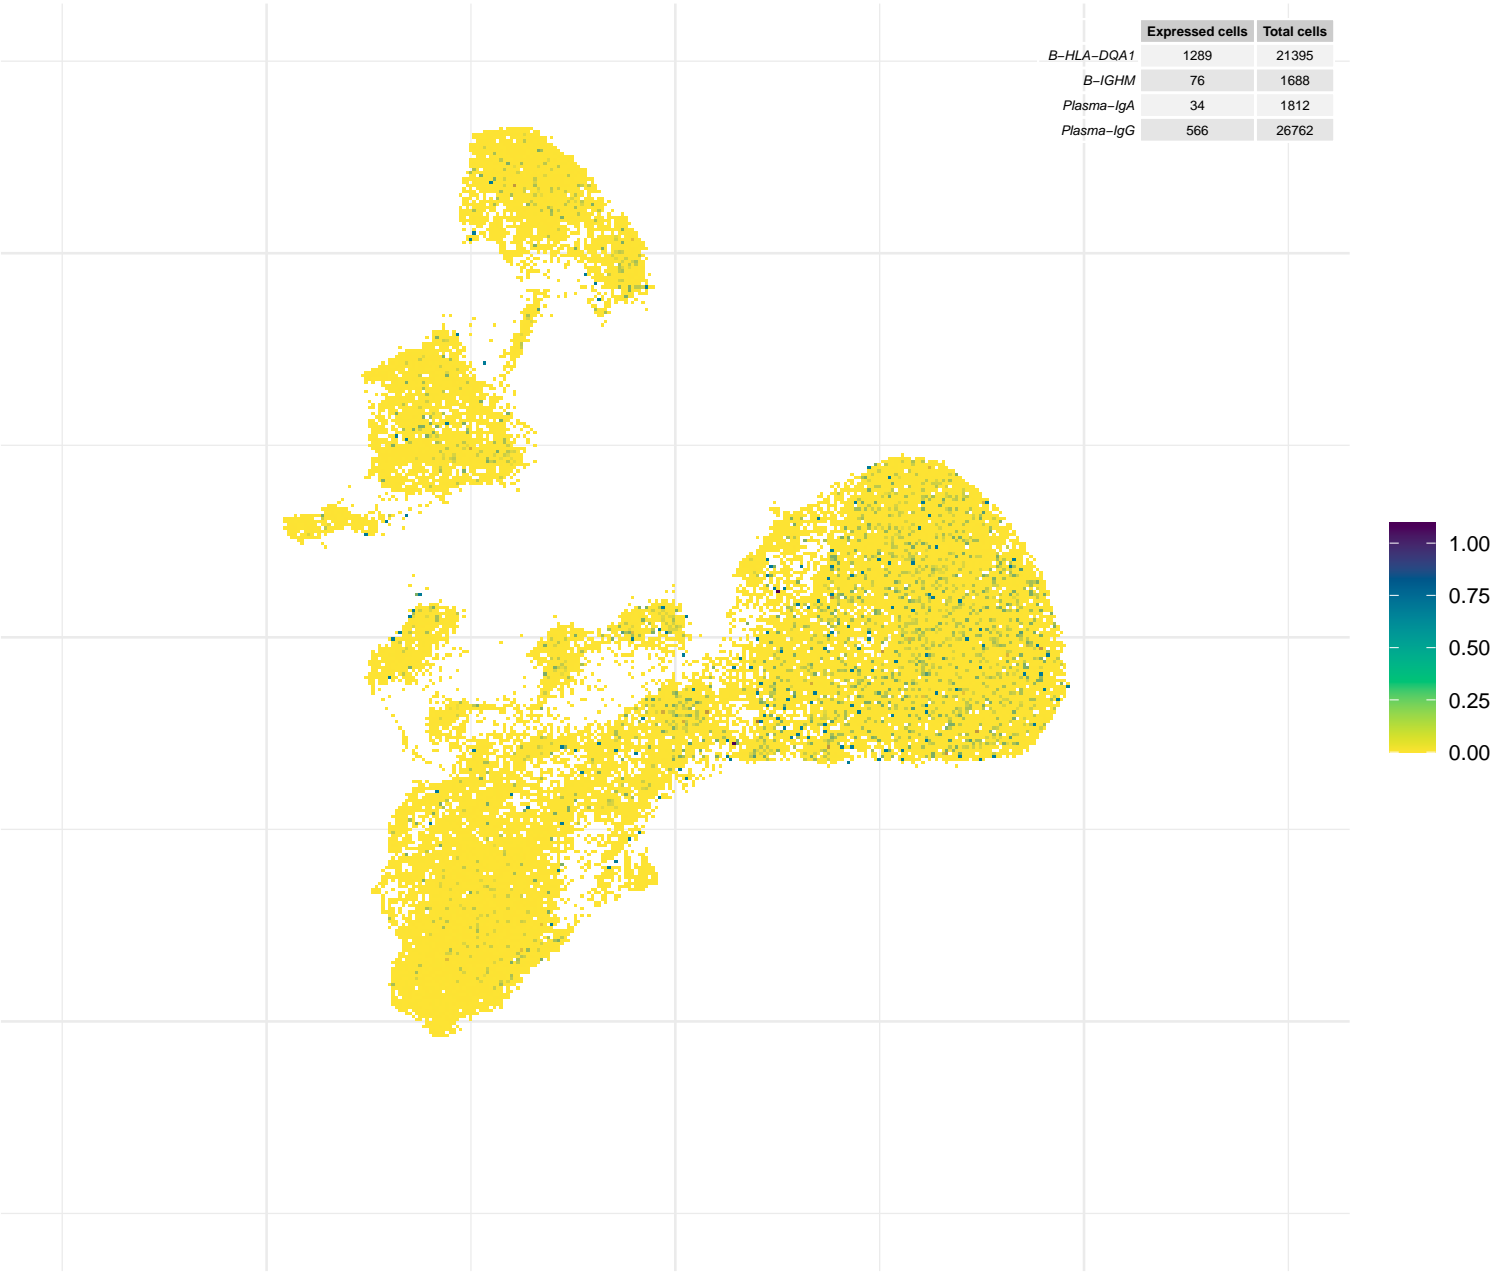 Expressed cells Total cells
B−HLA−DQA1 1289 21395
B−IGHM 76 1688
Plasma−IgA 34 1812
Plasma−IgG 566 26762
1.00
0.75
0.50
0.25
0.00